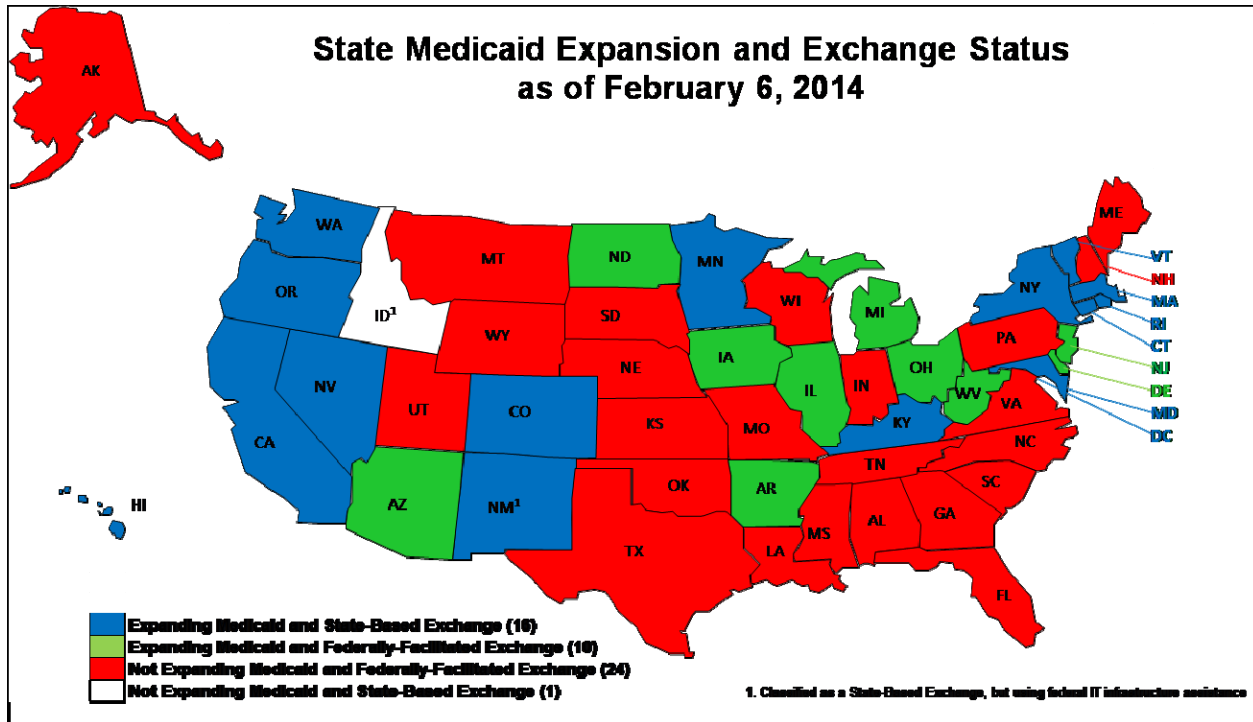 State Medicaid Expansion and Exchange Status
as of February 6, 2014
AK
WA
OR
CA
NV
ID¹
MT
WY
UT
AZ
CO
NM¹
ND
SD
NE
KS
OK
TX
MN
IA
MO
AR
LA
WI
IL
MI
IN
OH
KY
TN
MS
AL
GA
FL
SC
NC
VA
WV
PA
NY
ME
VT
NH
MA
RI
CT
NJ
DE
MD
DC
HI
Expanding Medicaid and State-Based Exchange (16)
Expanding Medicaid and Federally-Facilitated Exchange (10)
Not Expanding Medicaid and Federally-Facilitated Exchange (24)
Not Expanding Medicaid and State-Based Exchange (1)
1. Classified as a State-Based Exchange, but using federal IT infrastructure assistance